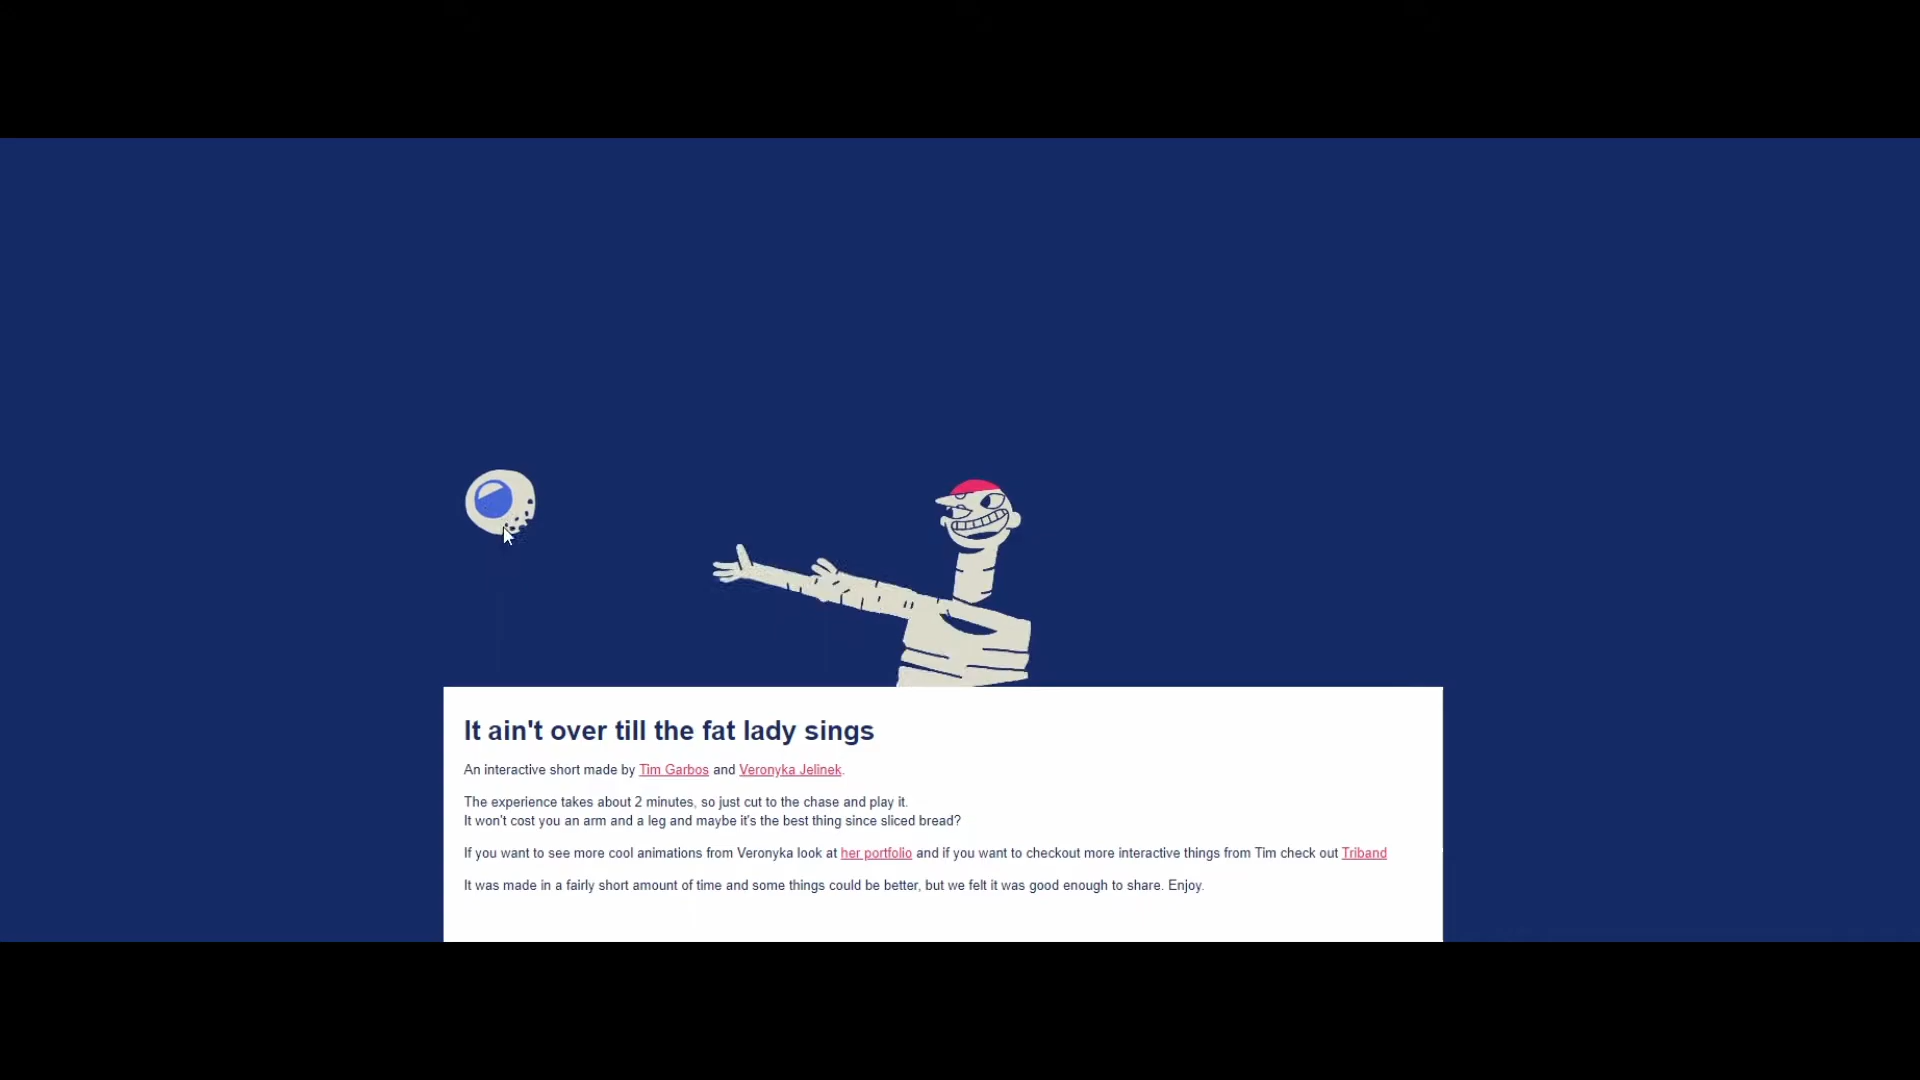 It ain't over till the fat lady sings
An interactive short made by Tim Garbos and Veronyka Jelinek.
The experience takes about 2 minutes, so just cut to the chase and play it.
It won't cost you an arm and a leg and maybe it's the best thing since sliced bread?
If you want to see more cool animations from Veronyka look at her portfolio and if you want to checkout more interactive things from Tim check out Triband
It was made in a fairly short amount of time and some things could be better, but we felt it was good enough to share. Enjoy.